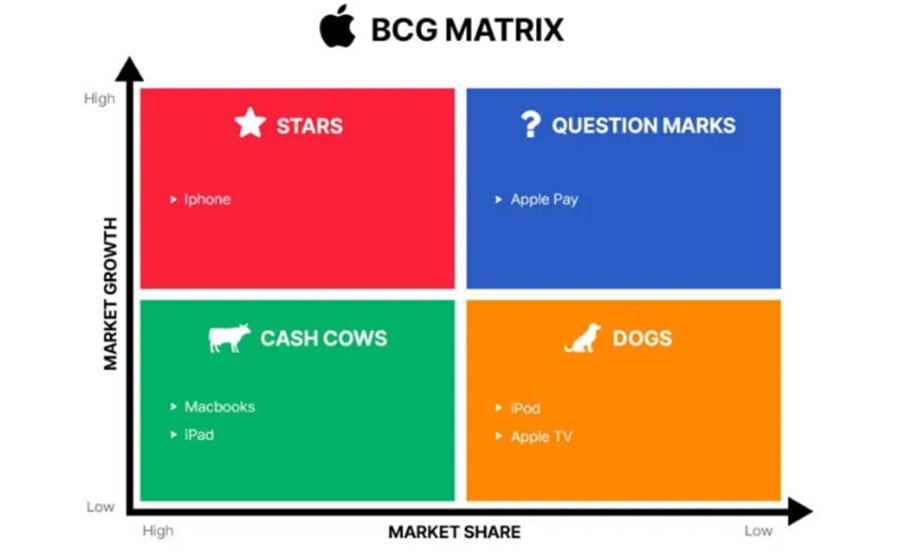 BCG MATRIX
High
STARS
? QUESTION MARKS
Iphone
Apple Pay
MARKET GROWTH
CASH COWS
DOGS
Macbooks
iPod
iPad
Apple TV
Low
High
MARKET SHARE
Low